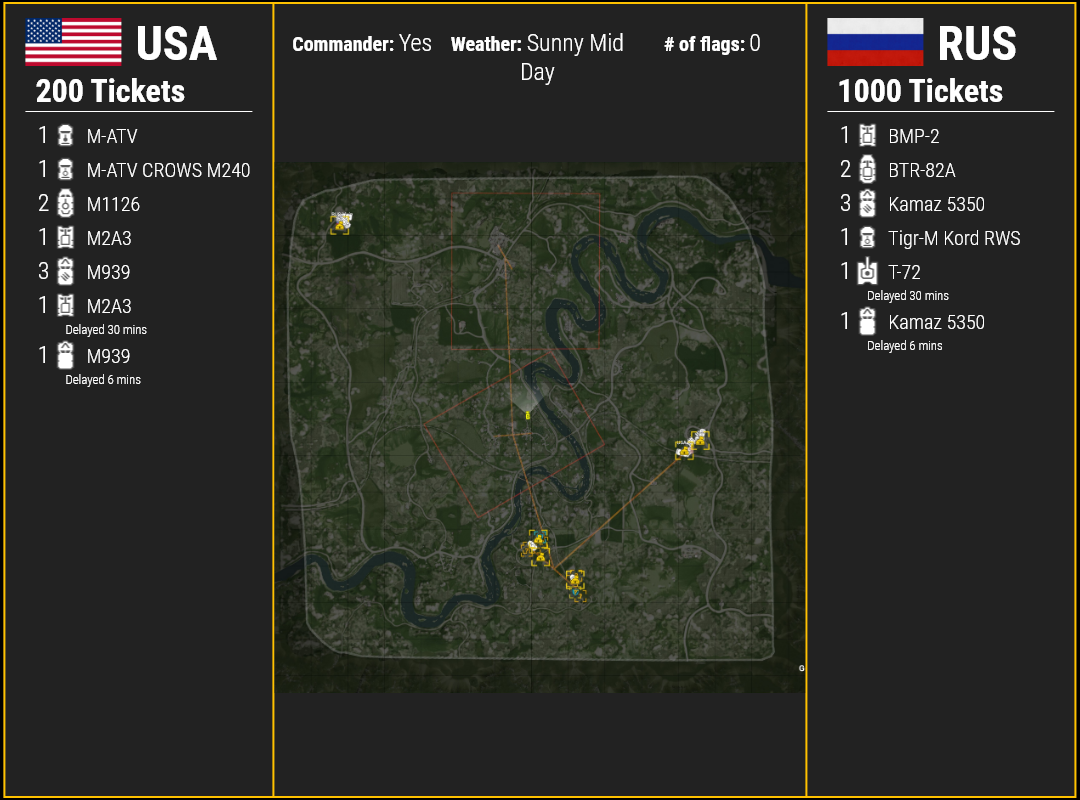 USA
200 Tickets
1 M-ATV
1 M-ATV CROWS M240
2 M1126
1 M2A3
3 M939
1 M2A3
Delayed 30 mins
1 M939
Delayed 6 mins
Commander: Yes Weather: Sunny Mid Day # of flags: 0
G
RUS
1000 Tickets
1 BMP-2
2 BTR-82A
3 Kamaz 5350
1 Tigr-M Kord RWS
1 T-72
Delayed 30 mins
1 Kamaz 5350
Delayed 6 mins